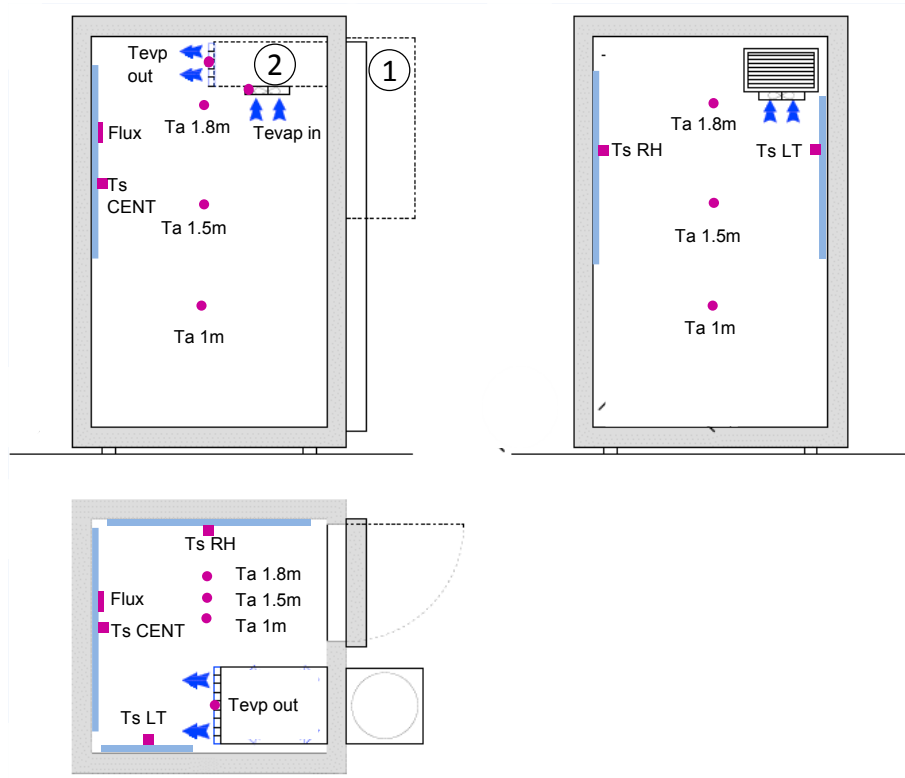 Tevp
out
2
1
Ta 1.8m
Tevap in
Flux
Ts
CENT
Ta 1.5m
Ta 1m
Ta 1.8m
Ts RH
Ts LT
Ta 1.5m
Ta 1m
Ts RH
Ta 1.8m
Flux
Ta 1.5m
Ts CENT
Ta 1m
Tevp out
Ts LT